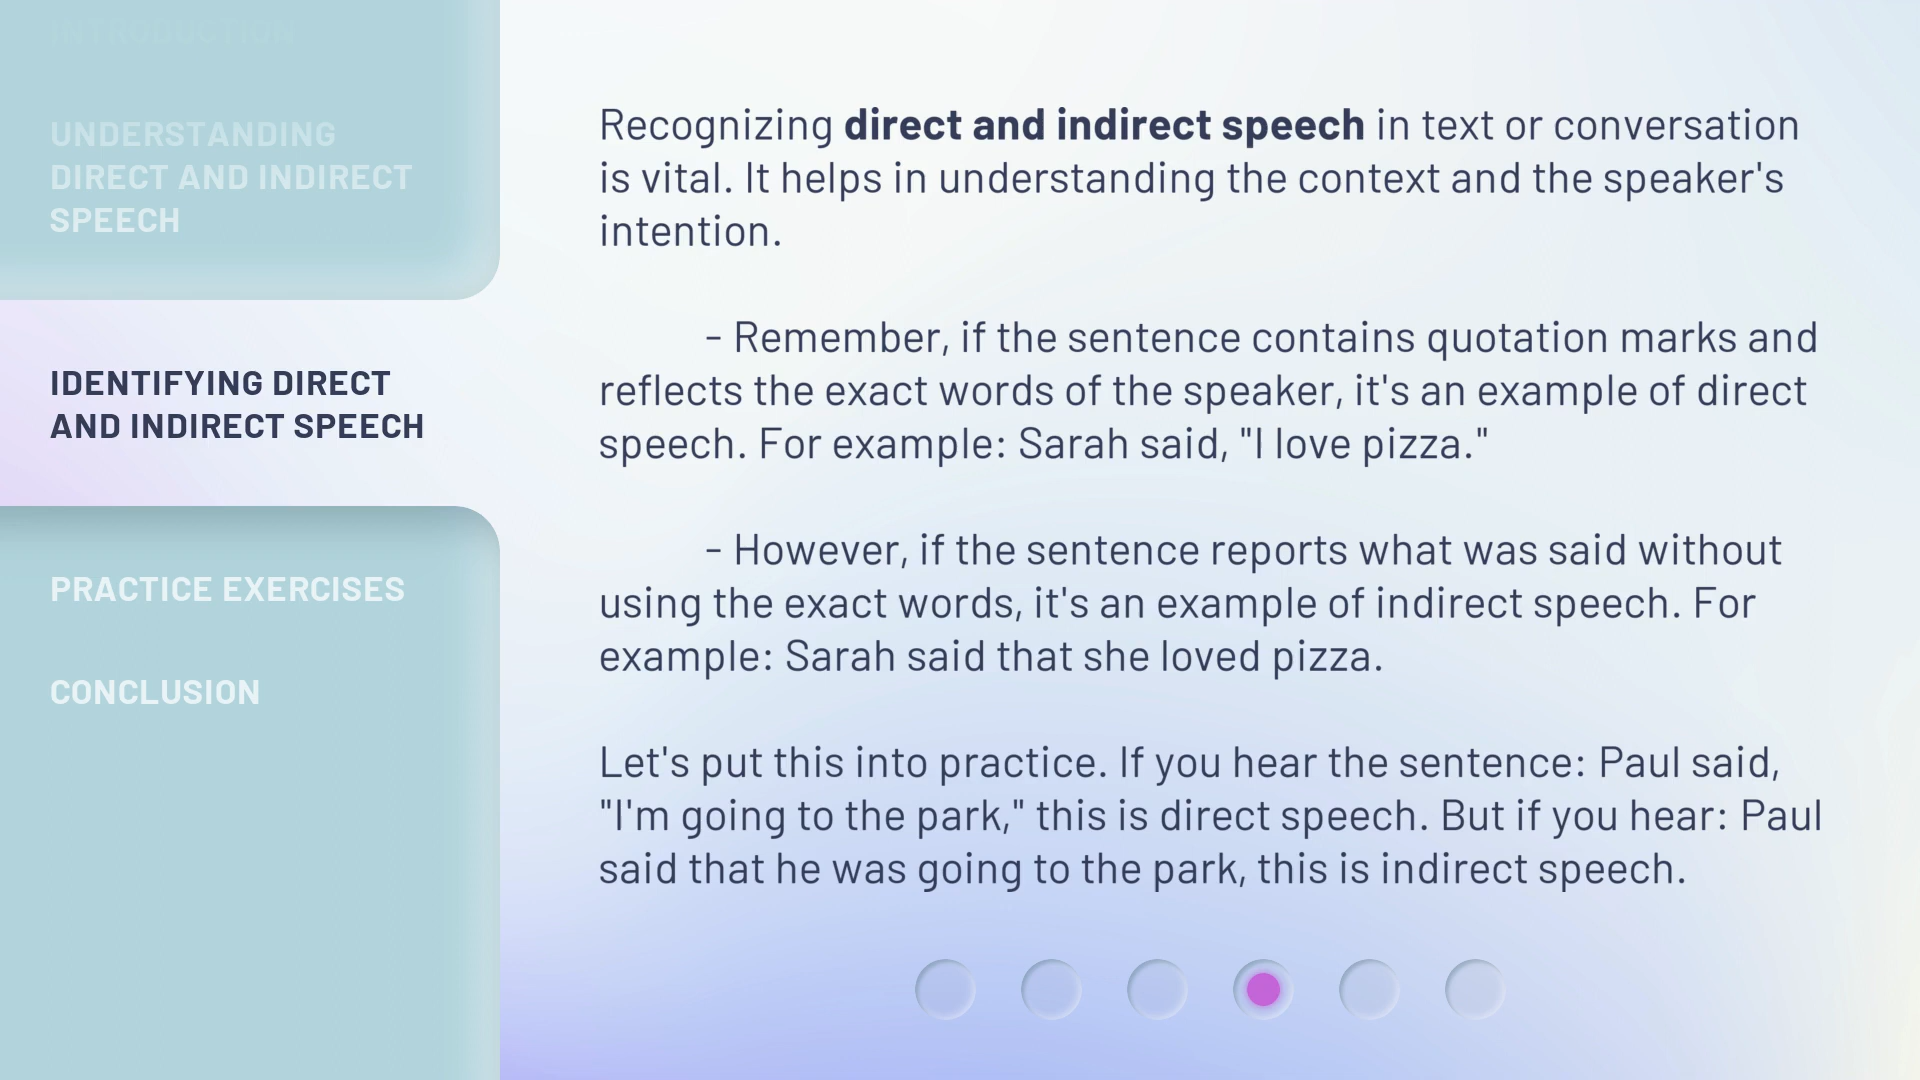 INTRODUCTION
UNDERSTANDING
DIRECT AND INDIRECT
SPEECH
IDENTIFYING DIRECT
AND INDIRECT SPEECH
PRACTICE EXERCISES
CONCLUSION
Recognizing direct and indirect speech in text or conversation
is vital. It helps in understanding the context and the speaker's
intention.
- Remember, if the sentence contains quotation marks and
reflects the exact words of the speaker, it's an example of direct
speech. For example: Sarah said, "I love pizza."
- However, if the sentence reports what was said without
using the exact words, it's an example of indirect speech. For
example: Sarah said that she loved pizza.
Let's put this into practice. If you hear the sentence: Paul said,
"I'm going to the park," this is direct speech. But if you hear: Paul
said that he was going to the park, this is indirect speech.